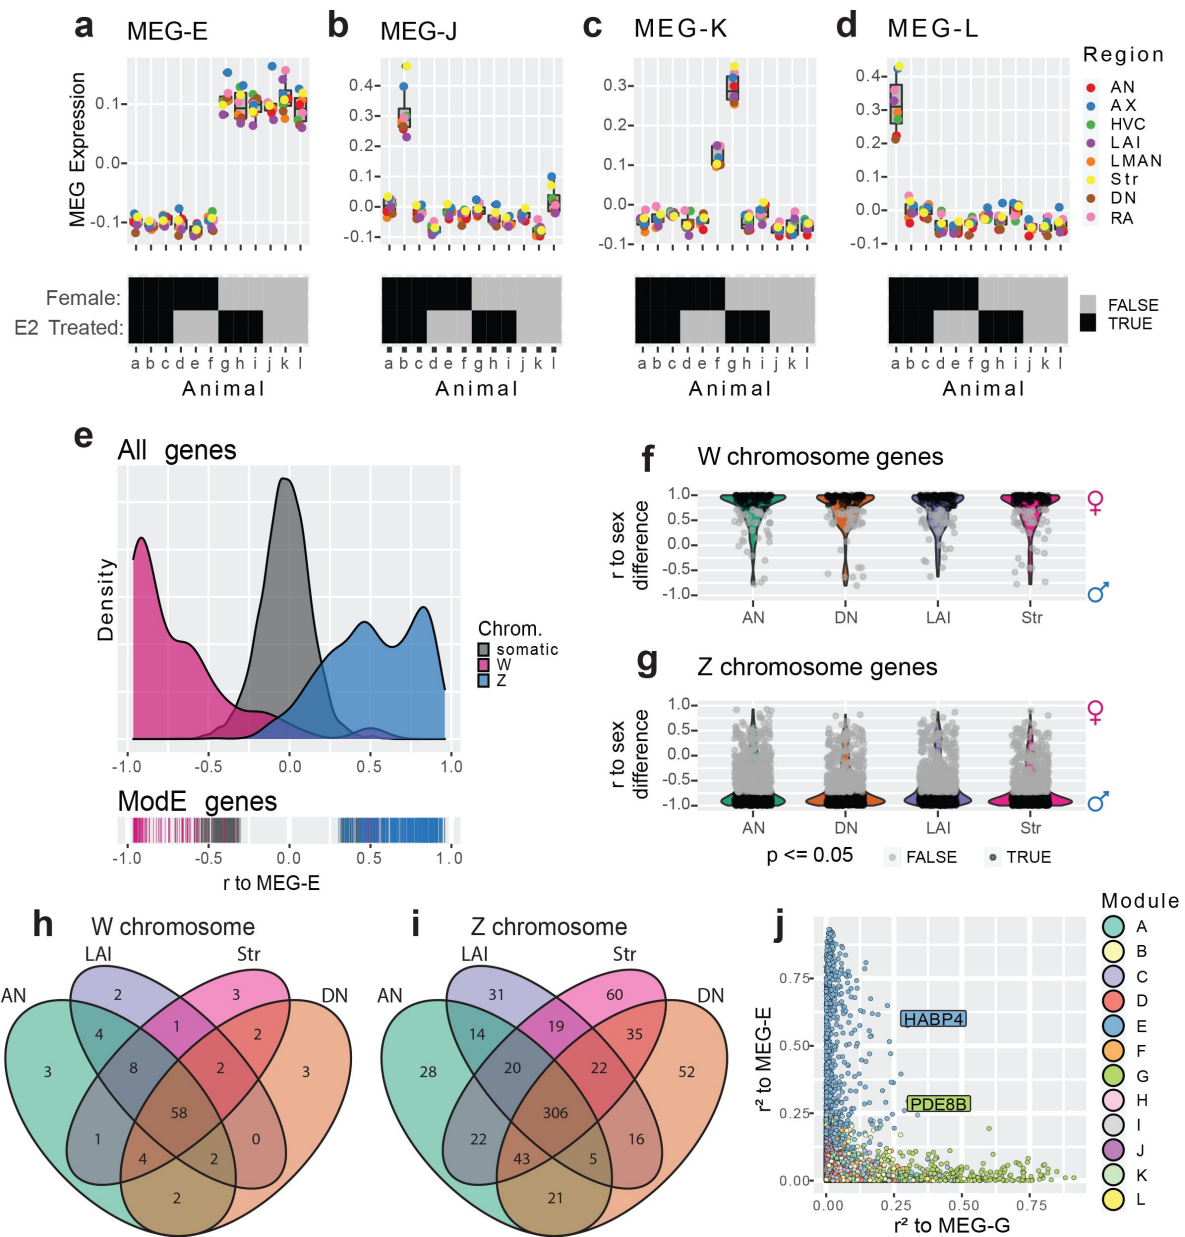 a MEG-E b MEG-J c MEG-K d MEG-L
Region
AN
AX
HVC
LAI
LMAN
Str
DN
RA
MEG Expression
0.1
0.0
-0.1
0.4
0.3
0.2
0.1
0.0
-0.1
0.3
0.2
0.1
0.0
-0.1
0.4
0.3
0.2
0.1
0.0
-0.1
Female:
E2 Treated:
FALSE
TRUE
a b c d e f g h i j k l
a b c d e f g h i j k l
a b c d e f g h i j k l
a b c d e f g h i j k l
Animal Animal Animal Animal
e All genes
Density
Chrom.
somatic
W
Z
-1.0 -0.5 0.0 0.5 1.0
ModE genes
-1.0 -0.5 0.0 0.5 1.0
r to MEG-E
f W chromosome genes
r to sex
difference
1.0
0.5
0.0
-0.5
-1.0
♀
♂
AN DN LAI Str
g Z chromosome genes
r to sex
difference
1.0
0.5
0.0
-0.5
-1.0
♀
♂
AN DN LAI Str
p <= 0.05 FALSE TRUE
h W chromosome
LAI Str
AN DN
2 3
4 1 2
3 8 2 3
58
1 0
4 2
2
i Z chromosome
LAI Str
AN DN
31 60
14 19 35
28 20 22 52
306
22 16
43 5
21
j
r² to MEG-E
0.75
0.50
0.25
0.00
HABP4
PDE8B
0.00 0.25 0.50 0.75
r² to MEG-G
Module
A
B
C
D
E
F
G
H
I
J
K
L